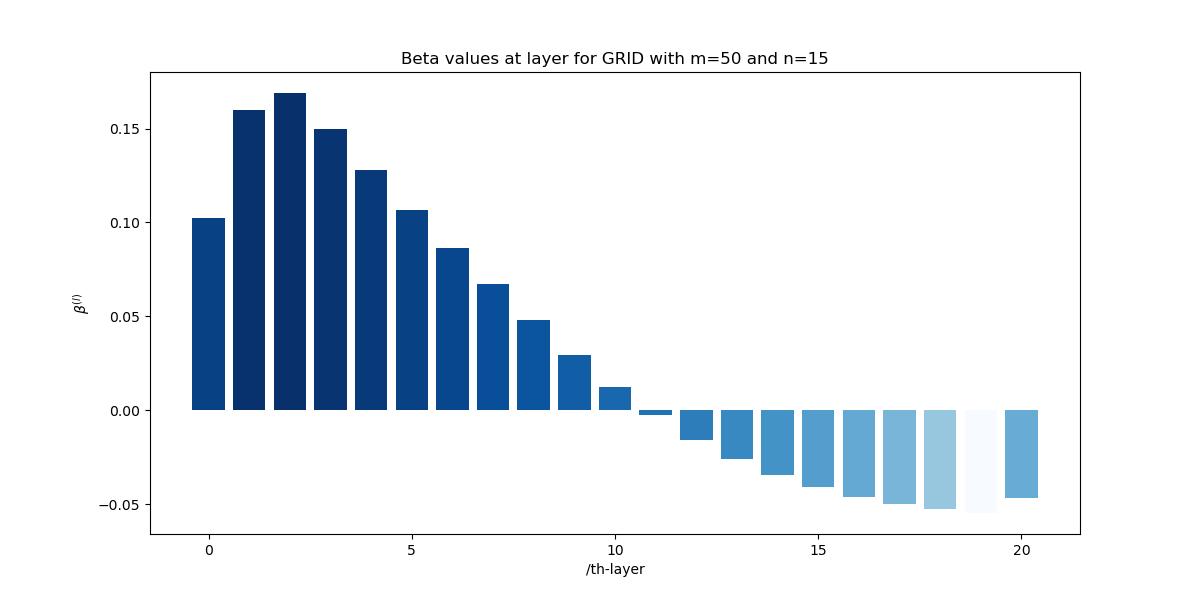 Beta values at layer for GRID with m=50 and n=15
0.15
0.10
0.05
0.00
−0.05
β⁽ˡ⁾
0 5 10 15 20
/th-layer